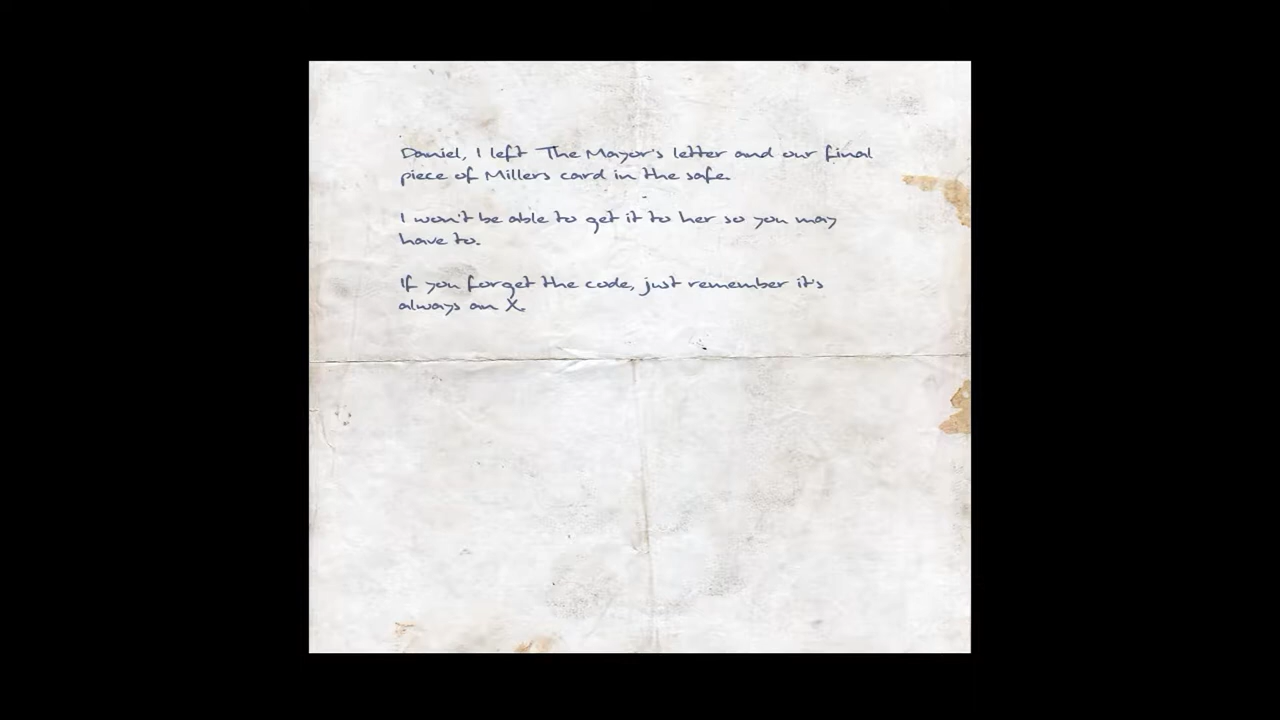 Daniel, I left The Mayor's letter and our final
piece of Millers card in the safe.
I won't be able to get it to her so you may
have to.
If you forget the code, just remember it's
always an X.